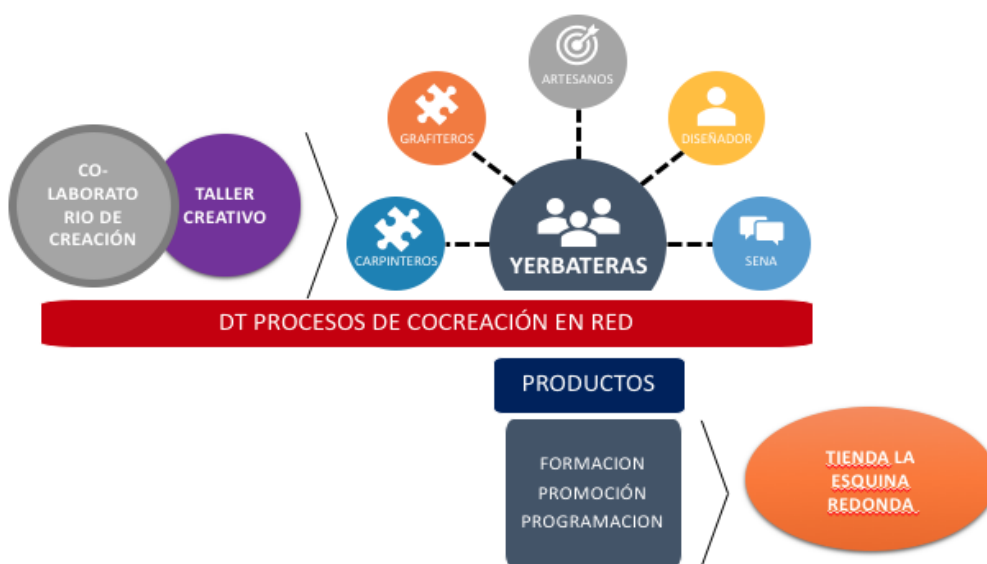 CO-
LABORATO
RIO DE
CREACIÓN
TALLER
CREATIVO
CARPINTEROS
GRAFITEROS
ARTESANOS
DISEÑADOR
SENA
YERBATERAS
DT PROCESOS DE COCREACIÓN EN RED
PRODUCTOS
FORMACION
PROMOCIÓN
PROGRAMACION
TIENDA LA
ESQUINA
REDONDA